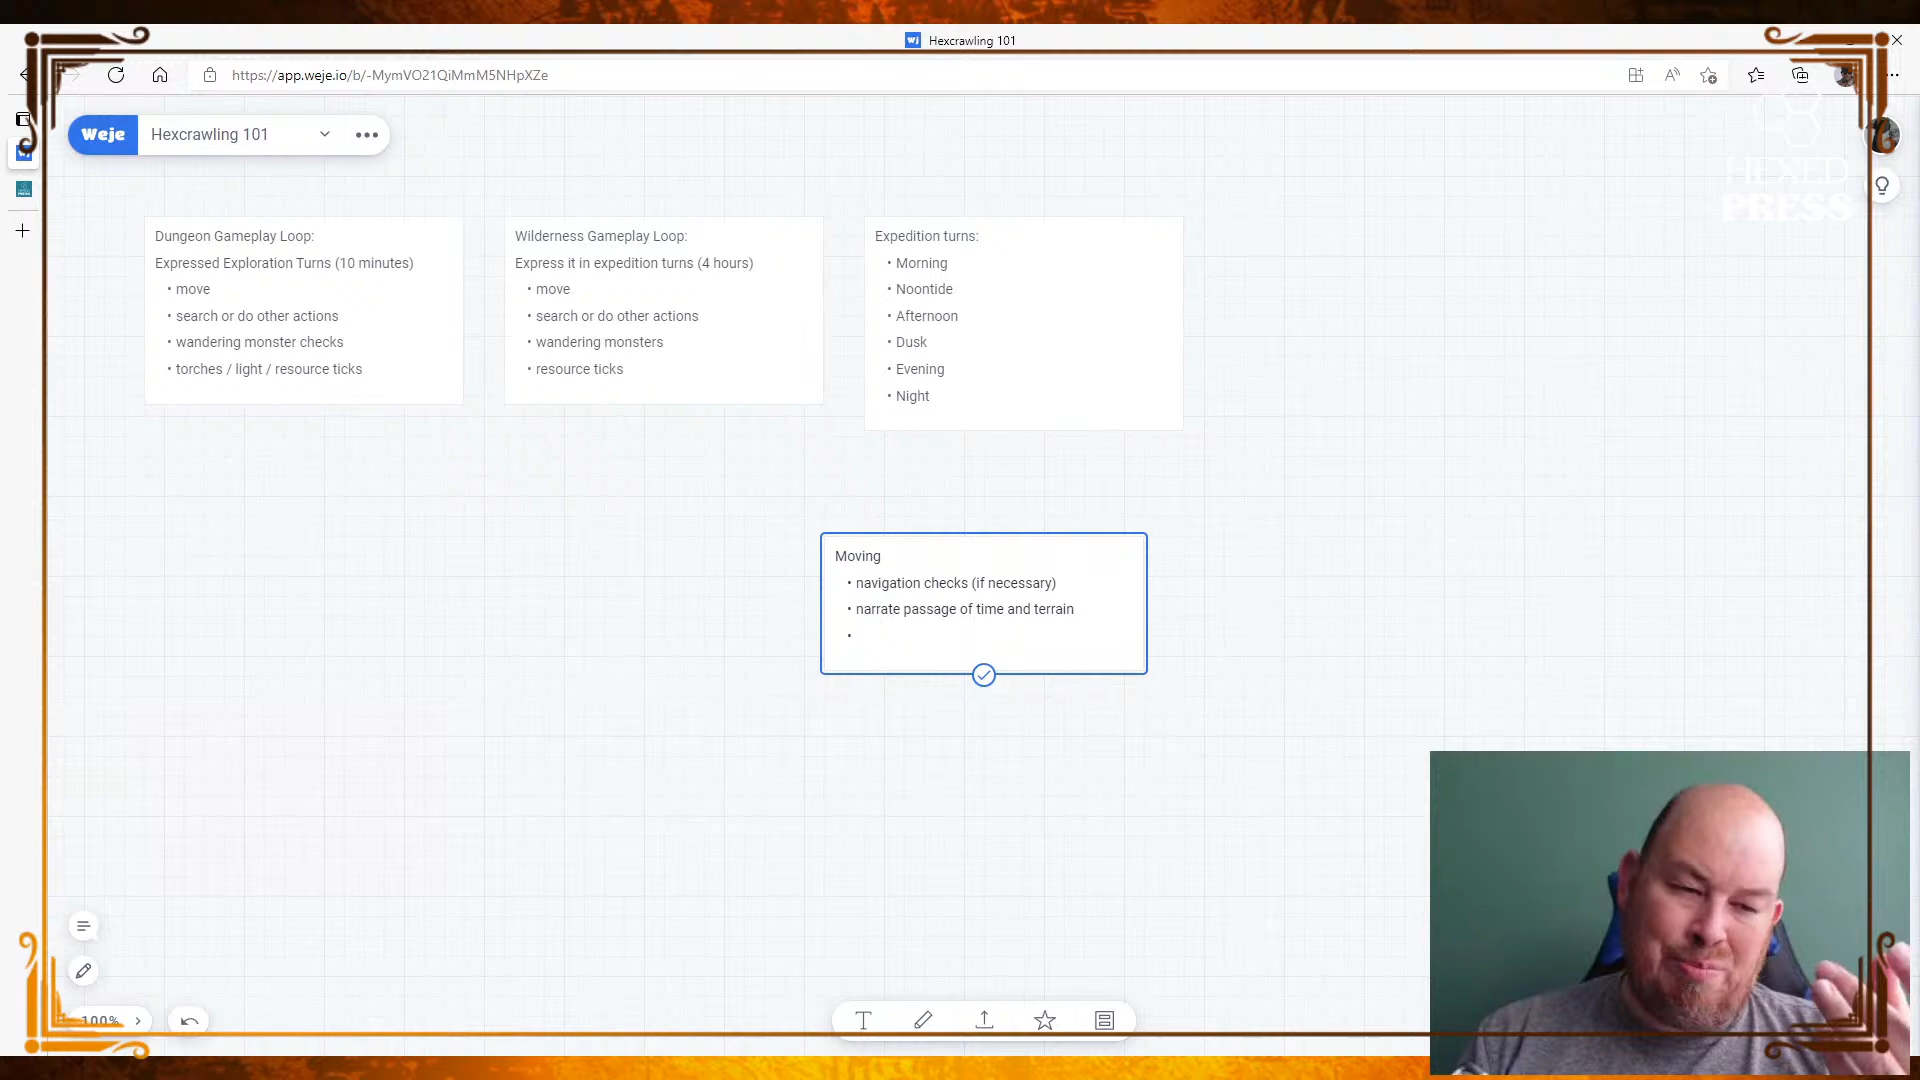 Hexcrawling 101
https://app.weje.io/b/-MymVO21QiMmM5NHpXZe
Weje
Hexcrawling 101
HEXED
PRESS
Dungeon Gameplay Loop:
Expressed Exploration Turns (10 minutes)
• move
• search or do other actions
• wandering monster checks
• torches / light / resource ticks
Wilderness Gameplay Loop:
Express it in expedition turns (4 hours)
• move
• search or do other actions
• wandering monsters
• resource ticks
Expedition turns:
• Morning
• Noontide
• Afternoon
• Dusk
• Evening
• Night
Moving
• navigation checks (if necessary)
• narrate passage of time and terrain
•
100%